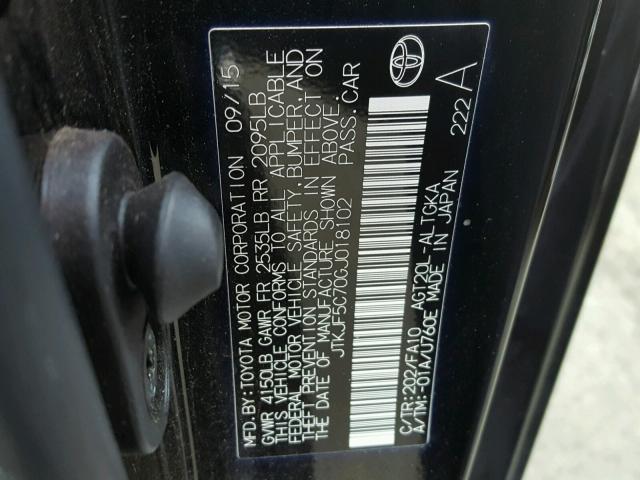 MFD.BY:TOYOTA MOTOR CORPORATION 09/15
GVWR 4150LB GAWR FR 2535LB RR 2095LB
THIS VEHICLE CONFORMS TO ALL APPLICABLE
FEDERAL MOTOR VEHICLE SAFETY,BUMPER,AND
THEFT PREVENTION STANDARDS IN EFFECT ON
THE DATE OF MANUFACTURE SHOWN ABOVE.
JTKJF5C70GJ018102 PASS.CAR
C/TR:202/FA10 AGT20L-ALTGKA
A/TM:-01A/U760E MADE IN JAPAN 222 A